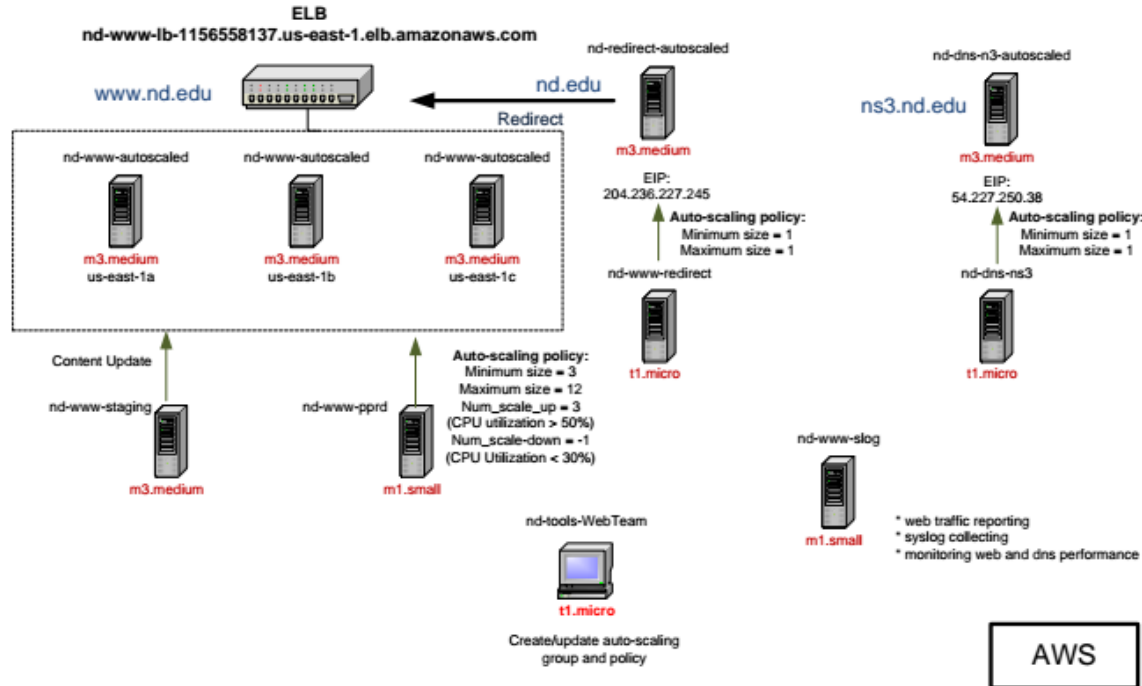 ELB
nd-www-lb-1156558137.us-east-1.elb.amazonaws.com
www.nd.edu
nd.edu
Redirect
nd-redirect-autoscaled
m3.medium
EIP:
204.236.227.245
Auto-scaling policy:
Minimum size = 1
Maximum size = 1
nd-www-redirect
t1.micro
nd-dns-n3-autoscaled
ns3.nd.edu
m3.medium
EIP:
54.227.250.38
Auto-scaling policy:
Minimum size = 1
Maximum size = 1
nd-dns-ns3
t1.micro
nd-www-autoscaled
m3.medium
us-east-1a
nd-www-autoscaled
m3.medium
us-east-1b
nd-www-autoscaled
m3.medium
us-east-1c
Content Update
nd-www-staging
m3.medium
nd-www-pprd
m1.small
Auto-scaling policy:
Minimum size = 3
Maximum size = 12
Num_scale_up = 3
(CPU utilization > 50%)
Num_scale-down = -1
(CPU Utilization < 30%)
nd-www-slog
m1.small
* web traffic reporting
* syslog collecting
* monitoring web and dns performance
nd-tools-WebTeam
t1.micro
Create/update auto-scaling
group and policy
AWS